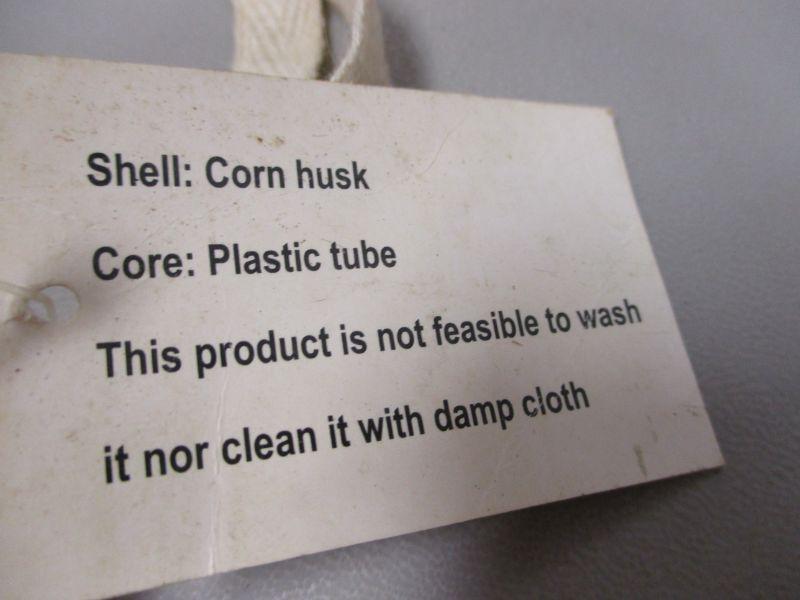 Shell: Corn husk
Core: Plastic tube
This product is not feasible to wash
it nor clean it with damp cloth